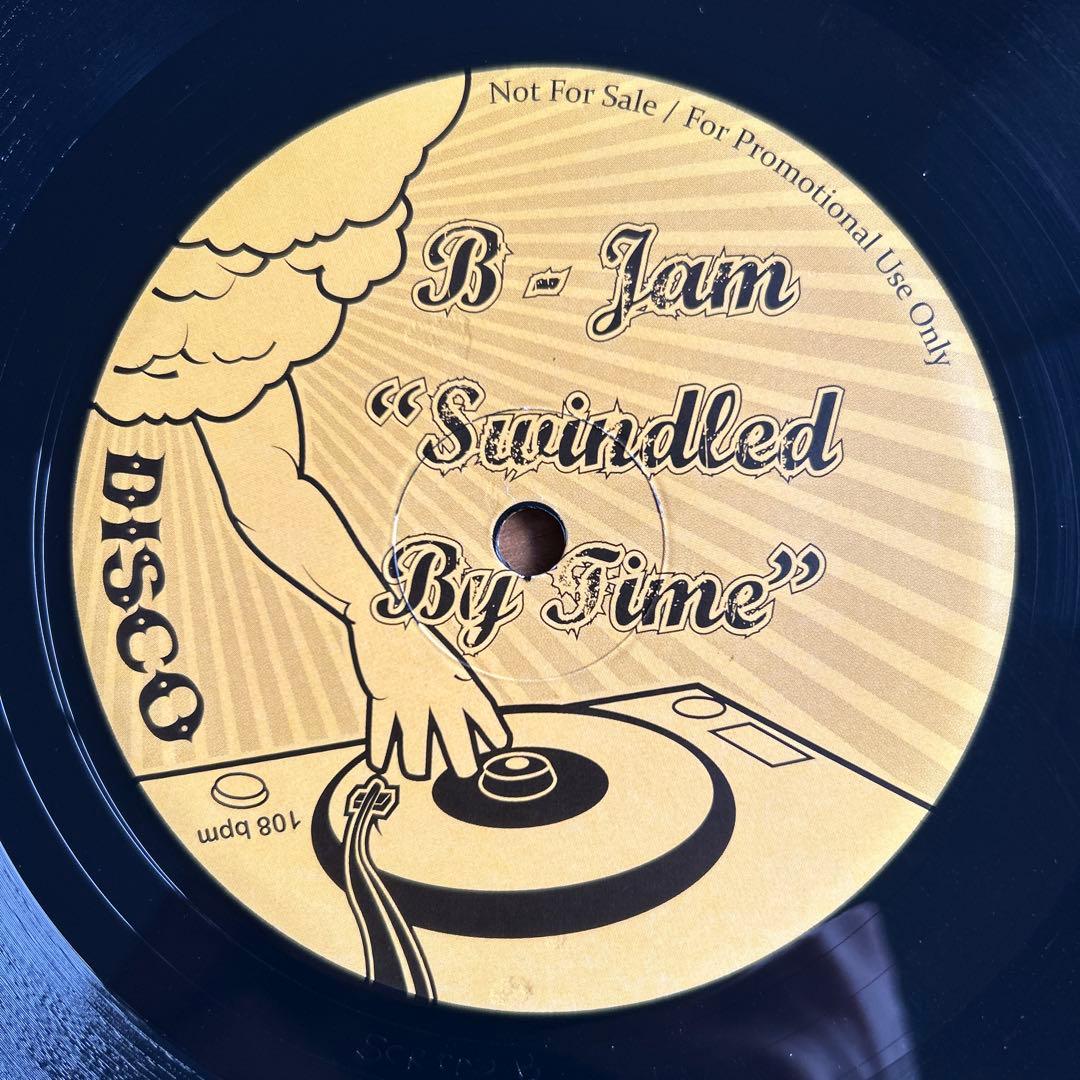 Not For Sale / For Promotional Use Only
B - Jam
“Swindled
By Time”
DISCO
108 bpm